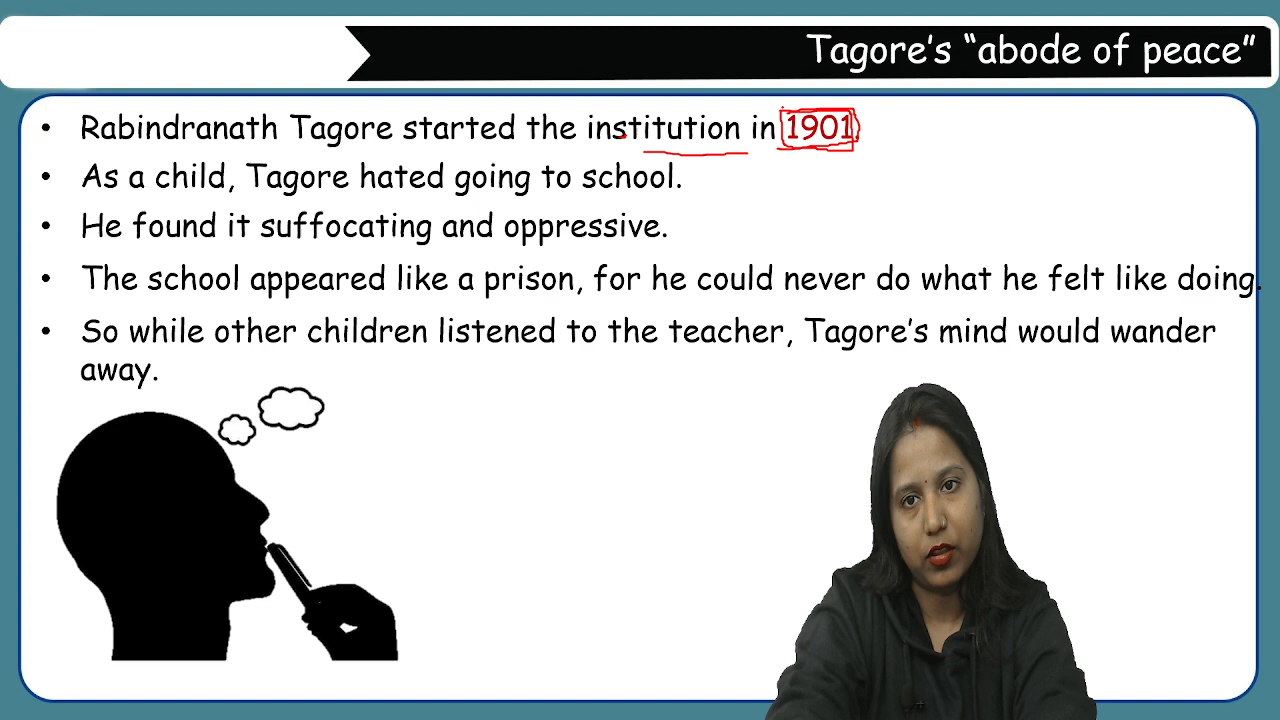 Tagore's “abode of peace”
• Rabindranath Tagore started the institution in 1901
• As a child, Tagore hated going to school.
• He found it suffocating and oppressive.
• The school appeared like a prison, for he could never do what he felt like doing.
• So while other children listened to the teacher, Tagore's mind would wander
away.